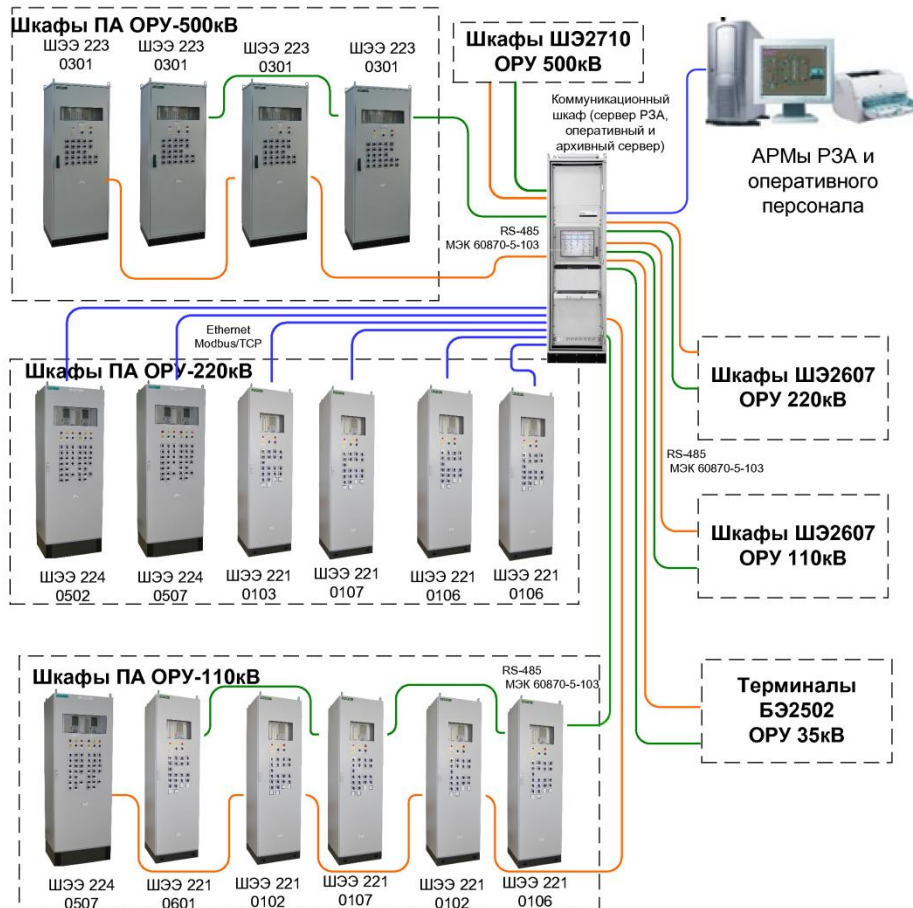 Шкафы ПА ОРУ-500кВ
ШЭЭ 223
0301
ШЭЭ 223
0301
ШЭЭ 223
0301
ШЭЭ 223
0301
Шкафы ШЭ2710
ОРУ 500кВ
Коммуникационный
шкаф (сервер РЗА,
оперативный и
архивный сервер)
АРМы РЗА и
оперативного
персонала
RS-485
МЭК 60870-5-103
Ethernet
Modbus/TCP
Шкафы ПА ОРУ-220кВ
ШЭЭ 224
0502
ШЭЭ 224
0507
ШЭЭ 221
0103
ШЭЭ 221
0107
ШЭЭ 221
0106
ШЭЭ 221
0106
Шкафы ШЭ2607
ОРУ 220кВ
RS-485
МЭК 60870-5-103
Шкафы ШЭ2607
ОРУ 110кВ
Терминалы
БЭ2502
ОРУ 35кВ
Шкафы ПА ОРУ-110кВ
RS-485
МЭК 60870-5-103
ШЭЭ 224
0507
ШЭЭ 221
0601
ШЭЭ 221
0102
ШЭЭ 221
0107
ШЭЭ 221
0102
ШЭЭ 221
0106